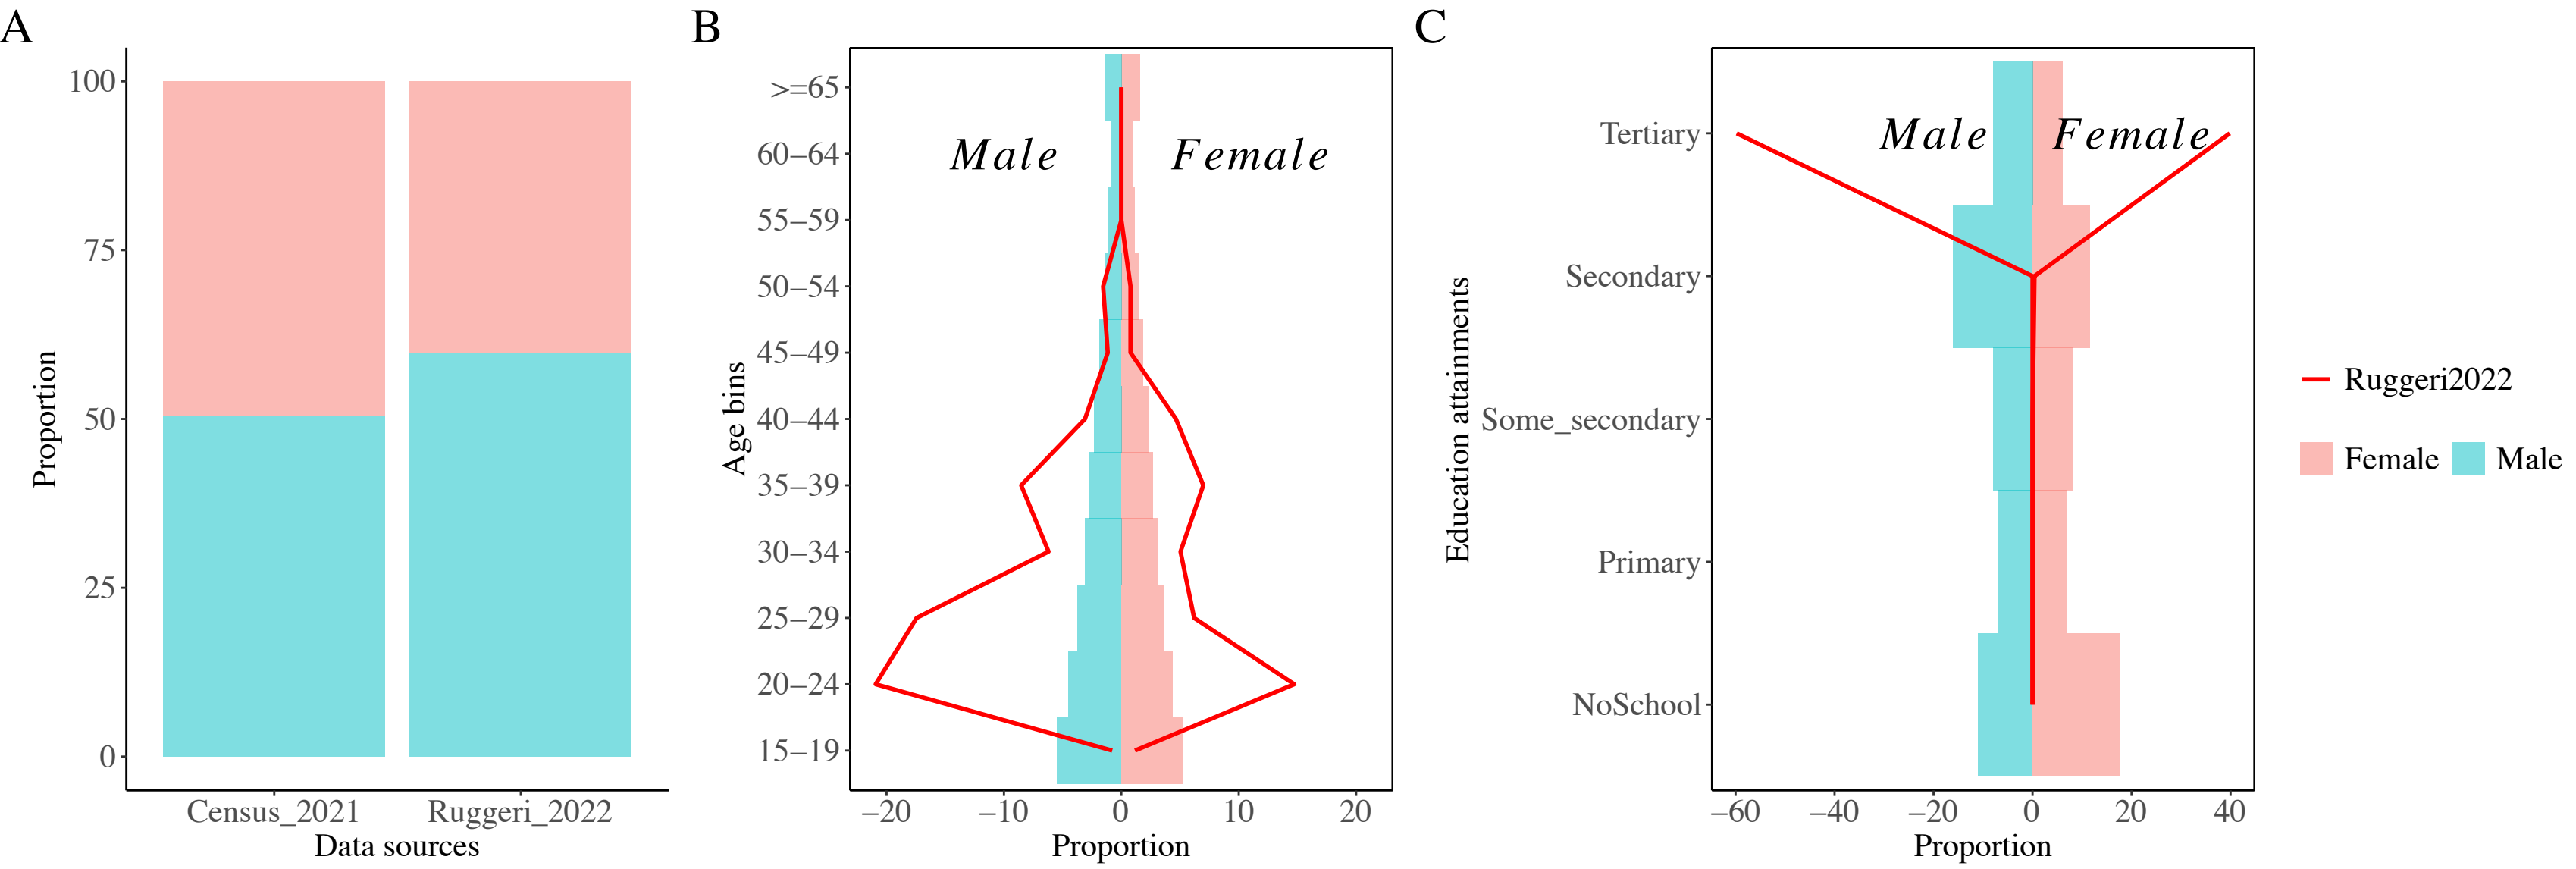 A
100
75
50
25
0
Proportion
Census_2021
Ruggeri_2022
Data sources
B
>=65
60–64
55–59
50–54
45–49
40–44
35–39
30–34
25–29
20–24
15–19
Age bins
Male
Female
−20
−10
0
10
20
Proportion
C
Tertiary
Secondary
Some_secondary
Primary
NoSchool
Education attainments
Male
Female
−60
−40
−20
0
20
40
Proportion
Ruggeri2022
Female
Male